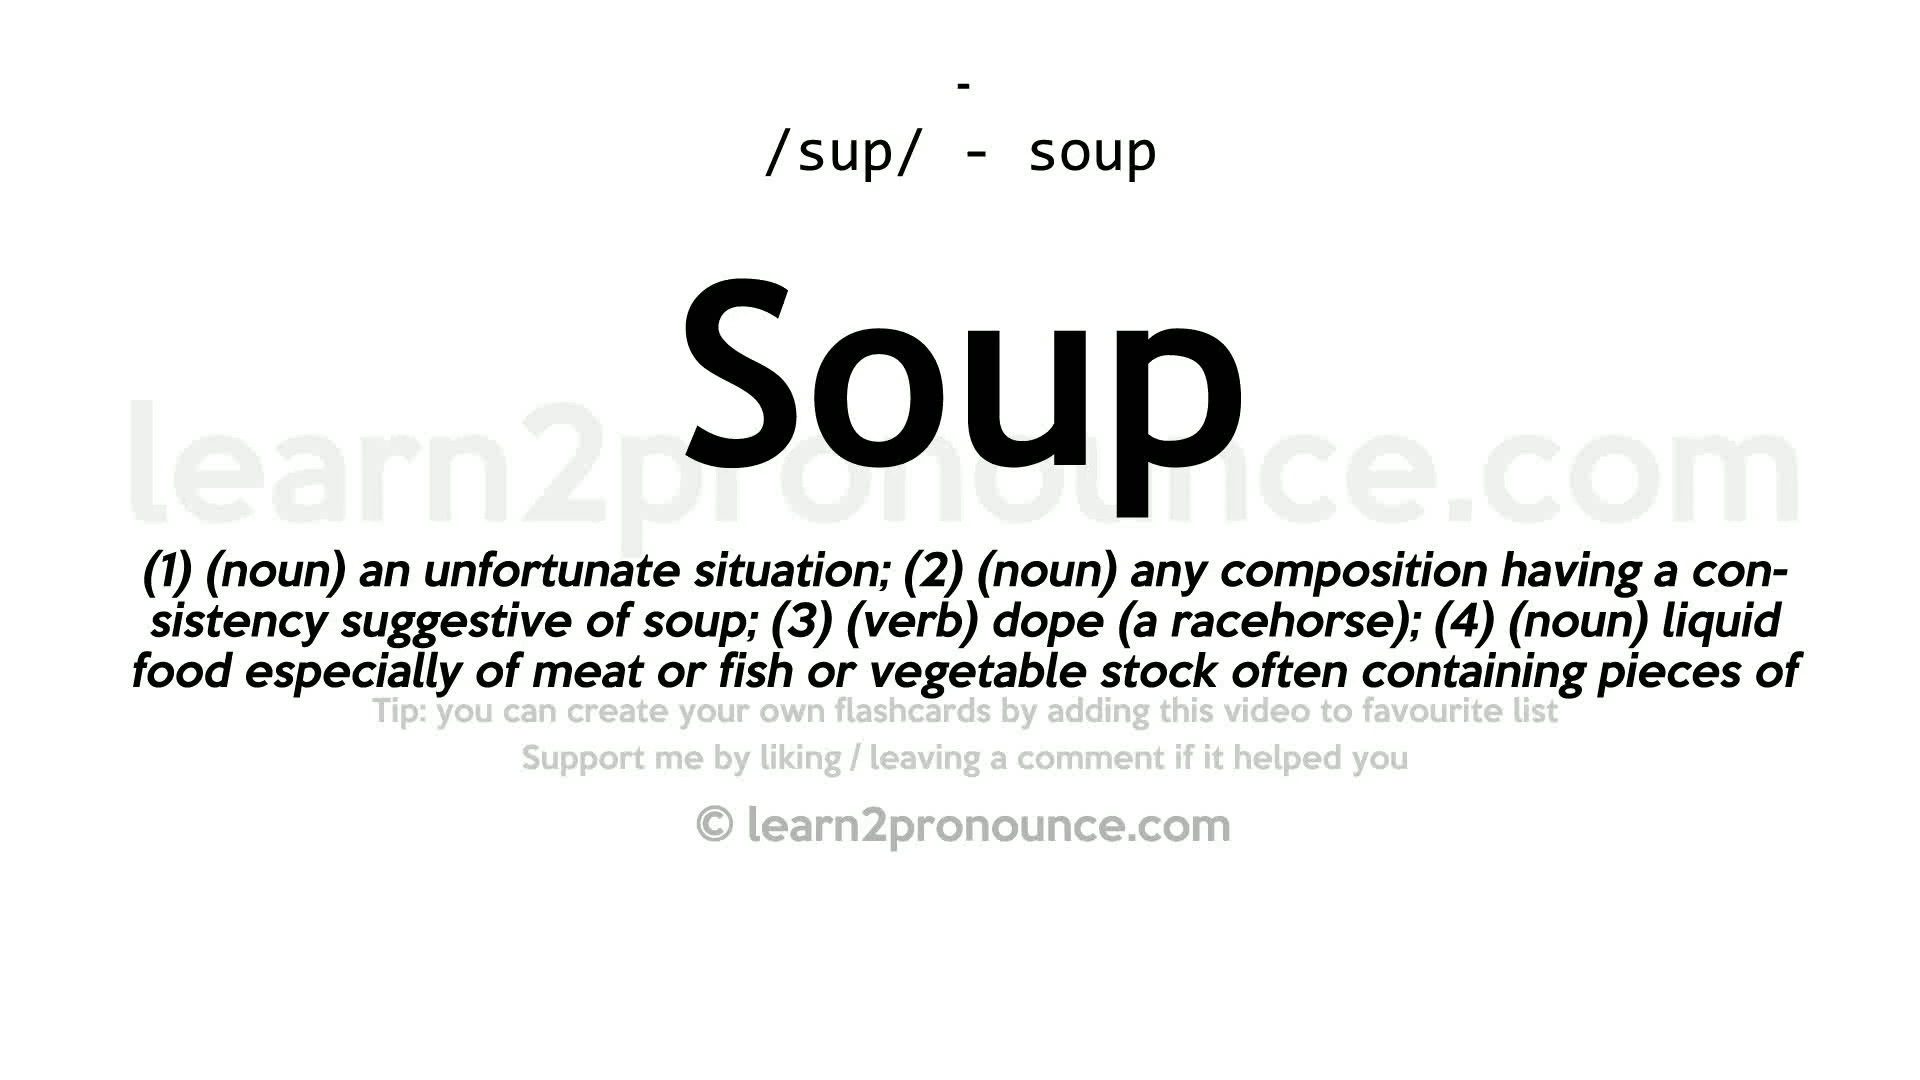 -
/sup/ - soup
Soup
learn2pronounce.com
(1) (noun) an unfortunate situation; (2) (noun) any composition having a con-
sistency suggestive of soup; (3) (verb) dope (a racehorse); (4) (noun) liquid
food especially of meat or fish or vegetable stock often containing pieces of
Tip: you can create your own flashcards by adding this video to favourite list
Support me by liking / leaving a comment if it helped you
© learn2pronounce.com